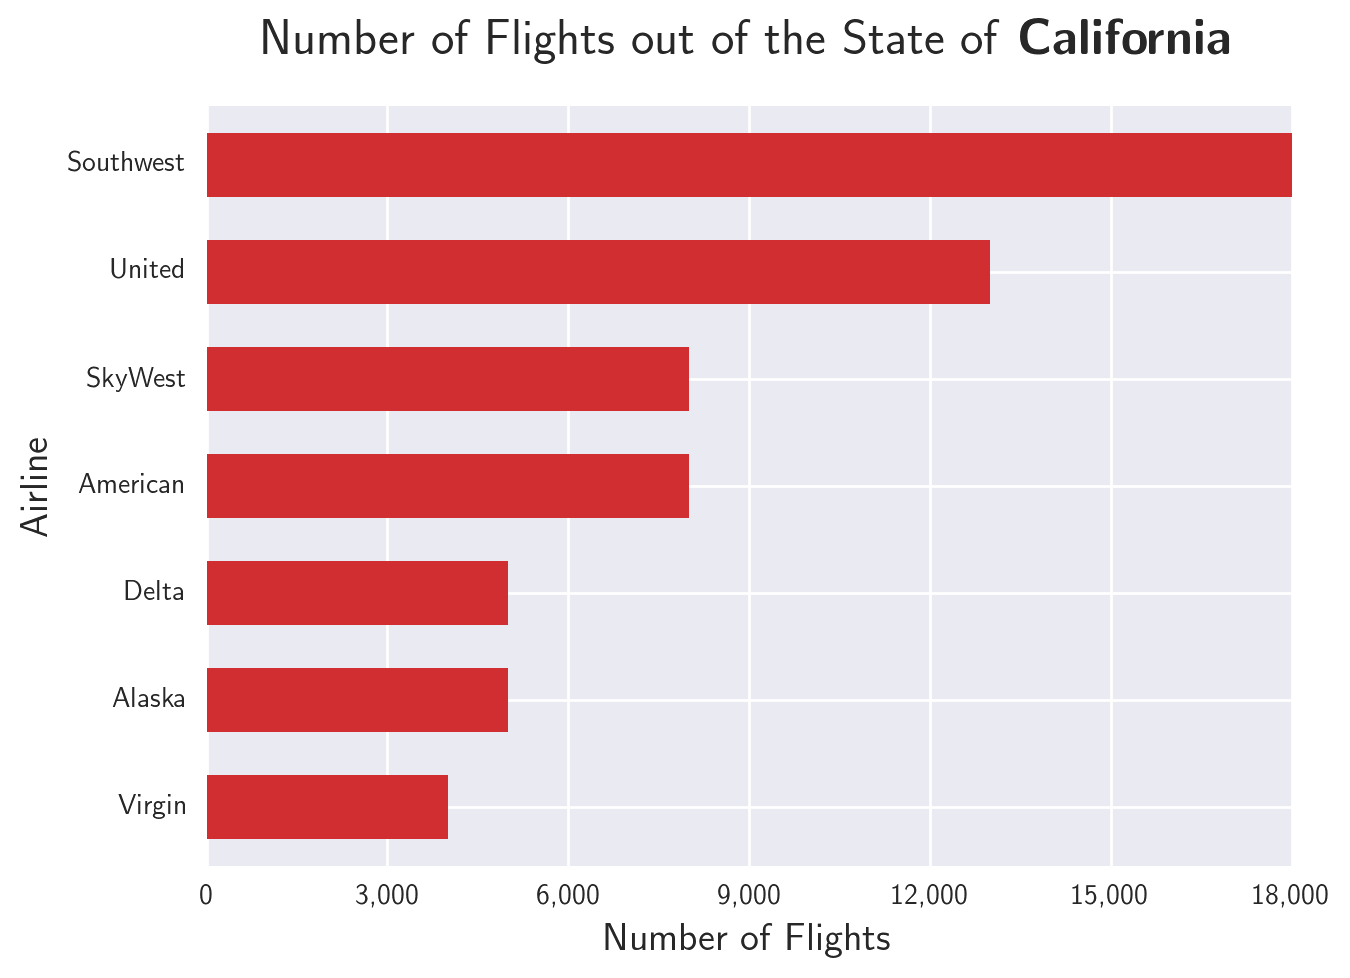 Number of Flights out of the State of California
Southwest
United
SkyWest
American
Delta
Alaska
Virgin
Airline
0 3,000 6,000 9,000 12,000 15,000 18,000
Number of Flights